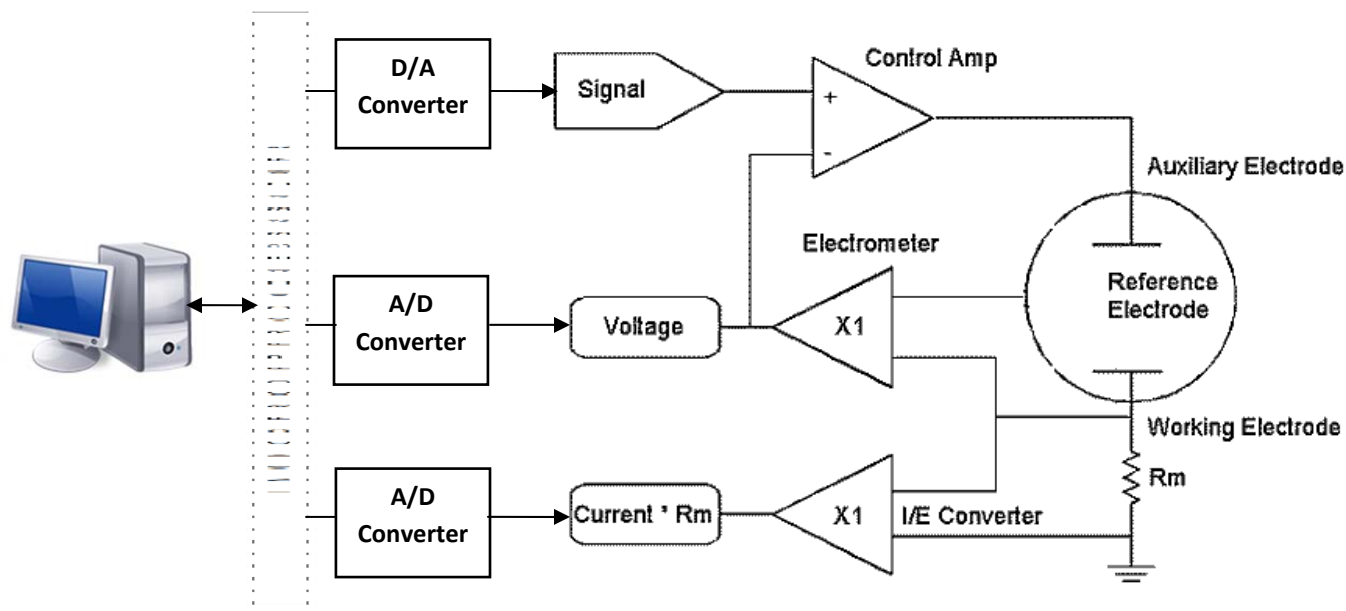 D/A
Converter
Signal
Control Amp
+
-
Auxiliary Electrode
Electrometer
Reference
Electrode
A/D
Converter
Voltage
X1
Working Electrode
Rm
A/D
Converter
Current * Rm
X1
I/E Converter